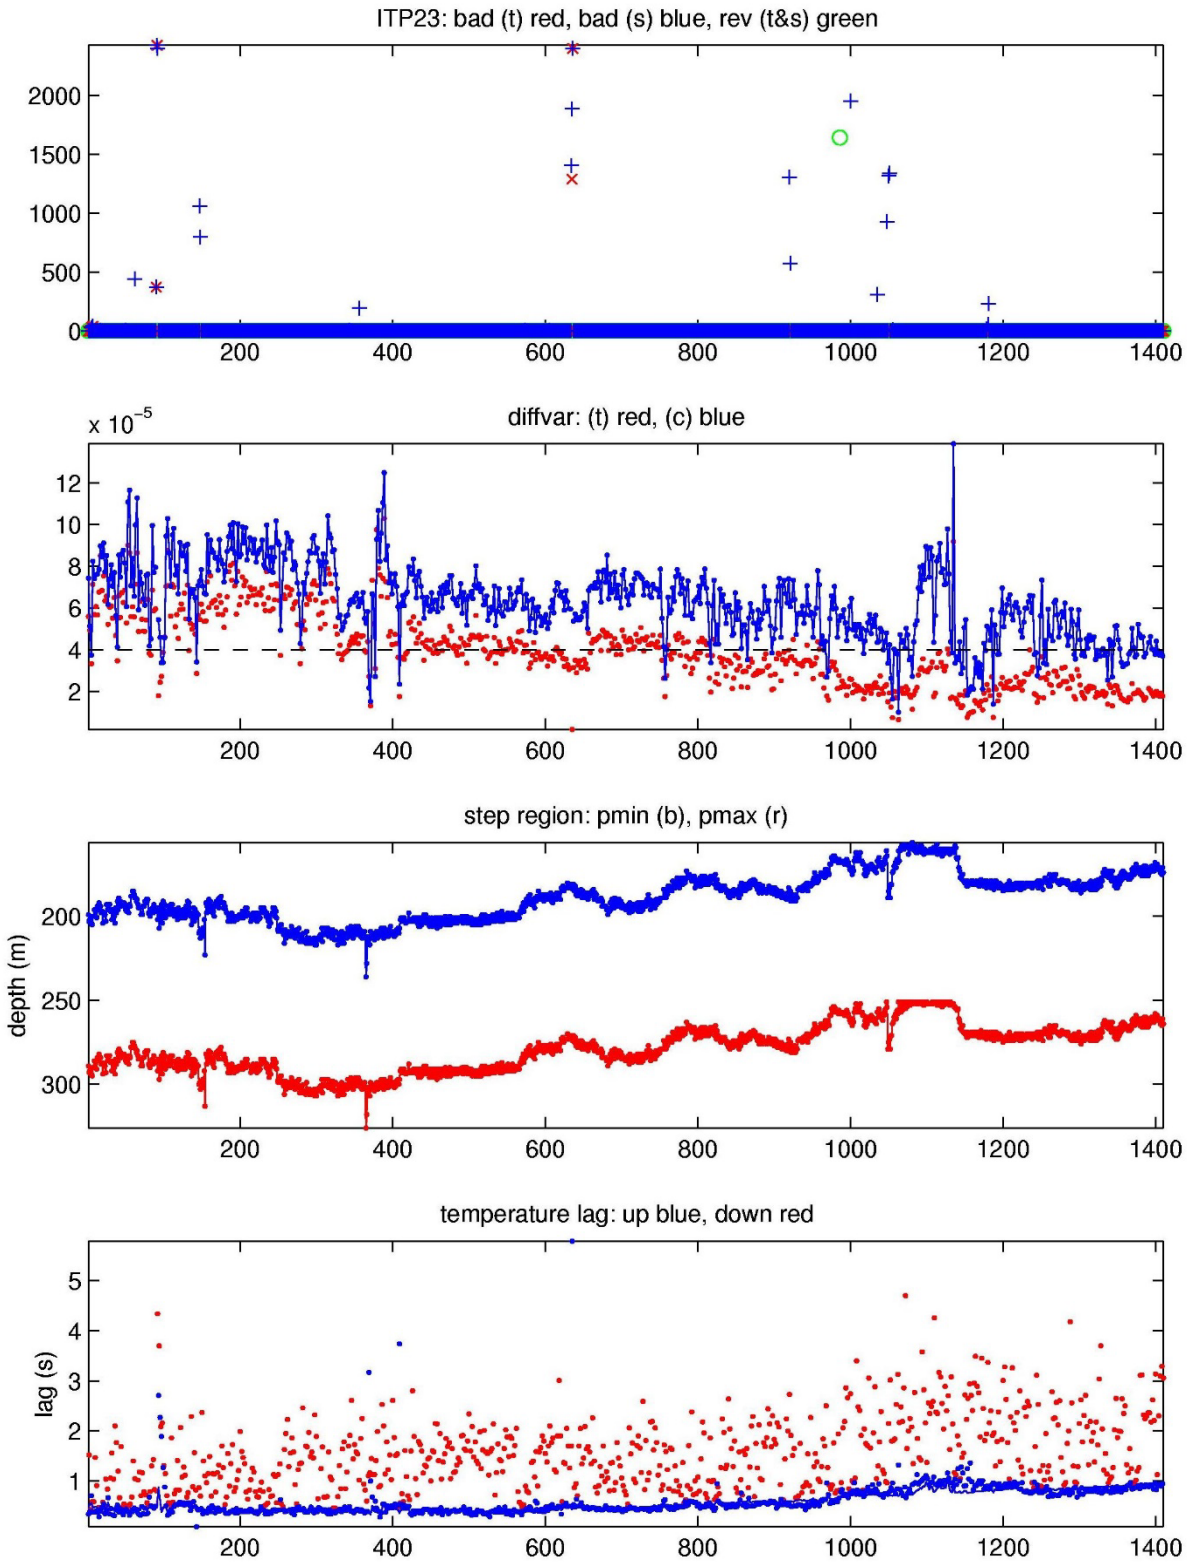 ITP23: bad (t) red, bad (s) blue, rev (t&s) green
2000
1500
1000
500
0
200 400 600 800 1000 1200 1400
diffvar: (t) red, (c) blue
x 10^-5
12
10
8
6
4
2
200 400 600 800 1000 1200 1400
step region: pmin (b), pmax (r)
depth (m)
200
250
300
200 400 600 800 1000 1200 1400
temperature lag: up blue, down red
lag (s)
5
4
3
2
1
200 400 600 800 1000 1200 1400